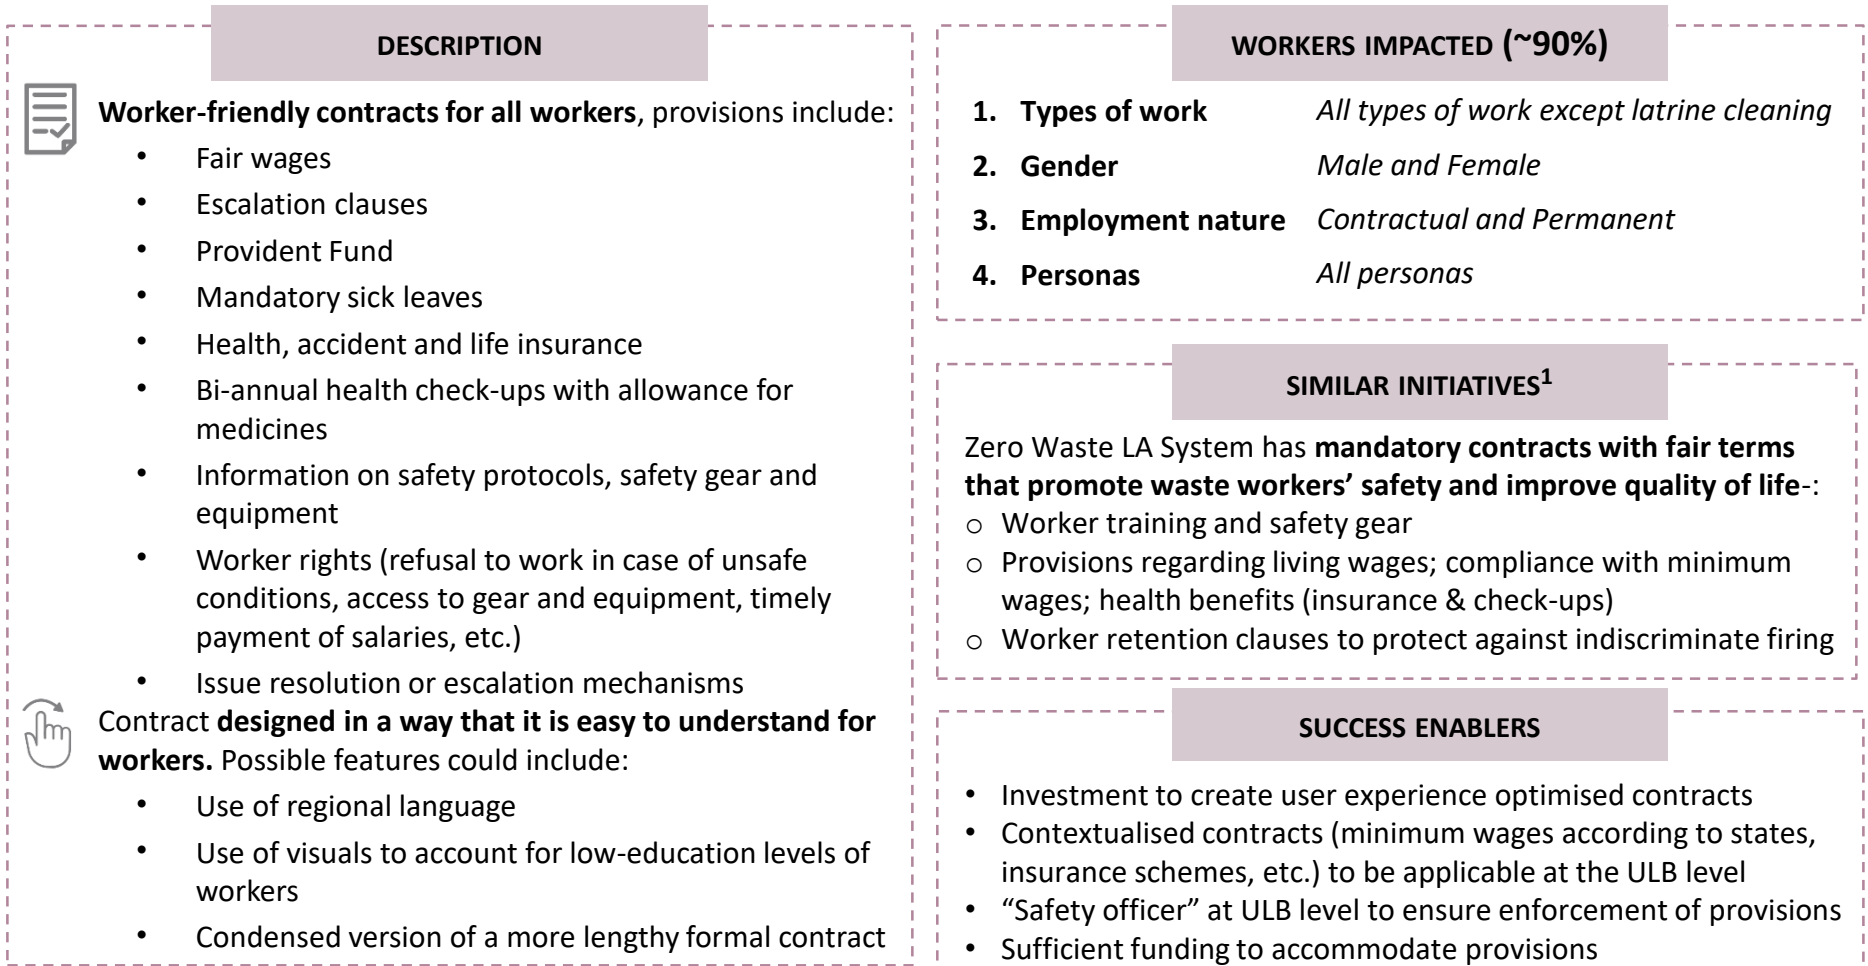 DESCRIPTION
Worker-friendly contracts for all workers, provisions include:
• Fair wages
• Escalation clauses
• Provident Fund
• Mandatory sick leaves
• Health, accident and life insurance
• Bi-annual health check-ups with allowance for
medicines
• Information on safety protocols, safety gear and
equipment
• Worker rights (refusal to work in case of unsafe
conditions, access to gear and equipment, timely
payment of salaries, etc.)
• Issue resolution or escalation mechanisms
Contract designed in a way that it is easy to understand for
workers. Possible features could include:
• Use of regional language
• Use of visuals to account for low-education levels of
workers
• Condensed version of a more lengthy formal contract
WORKERS IMPACTED (~90%)
1. Types of work All types of work except latrine cleaning
2. Gender Male and Female
3. Employment nature Contractual and Permanent
4. Personas All personas
SIMILAR INITIATIVES1
Zero Waste LA System has mandatory contracts with fair terms
that promote waste workers’ safety and improve quality of life-:
o Worker training and safety gear
o Provisions regarding living wages; compliance with minimum
wages; health benefits (insurance & check-ups)
o Worker retention clauses to protect against indiscriminate firing
SUCCESS ENABLERS
• Investment to create user experience optimised contracts
• Contextualised contracts (minimum wages according to states,
insurance schemes, etc.) to be applicable at the ULB level
• “Safety officer” at ULB level to ensure enforcement of provisions
• Sufficient funding to accommodate provisions